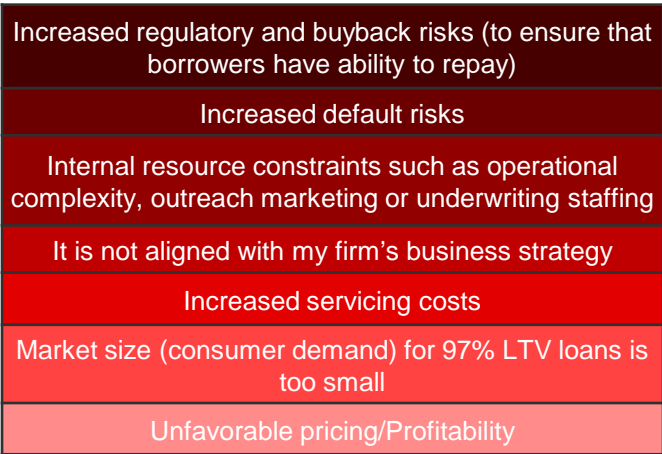 Increased regulatory and buyback risks (to ensure that
borrowers have ability to repay)
Increased default risks
Internal resource constraints such as operational
complexity, outreach marketing or underwriting staffing
It is not aligned with my firm's business strategy
Increased servicing costs
Market size (consumer demand) for 97% LTV loans is
too small
Unfavorable pricing/Profitability